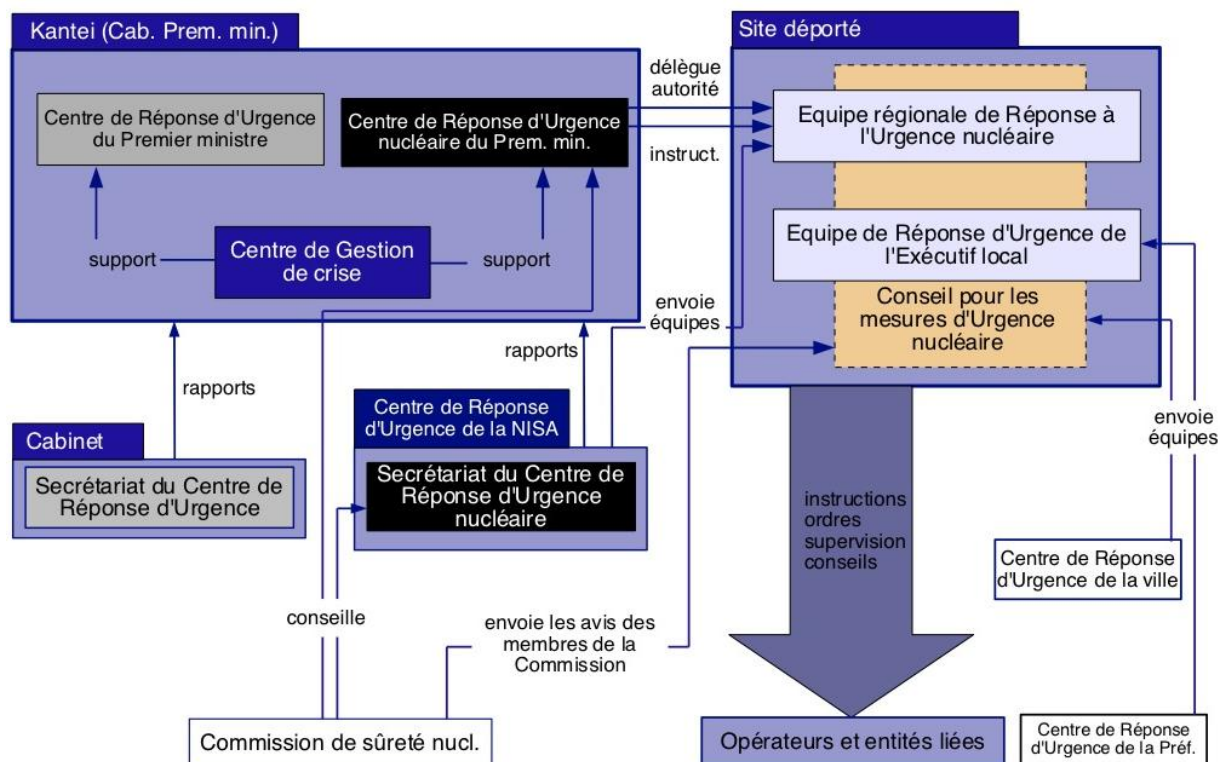 Kantei (Cab. Prem. min.)
Centre de Réponse d'Urgence
du Premier ministre
Centre de Réponse d'Urgence
nucléaire du Prem. min.
support
Centre de Gestion
de crise
support
délègue
autorité
instruct.
envoie
équipes
Site déporté
Equipe régionale de Réponse à
l'Urgence nucléaire
Equipe de Réponse d'Urgence de
l'Exécutif local
Conseil pour les
mesures d'Urgence
nucléaire
rapports
rapports
Cabinet
Secrétariat du Centre de
Réponse d'Urgence
Centre de Réponse
d'Urgence de la NISA
Secrétariat du Centre de
Réponse d'Urgence
nucléaire
envoie
équipes
instructions
ordres
supervision
conseils
Centre de Réponse
d'Urgence de la ville
conseille
envoie les avis des
membres de la
Commission
Commission de sûreté nucl.
Opérateurs et entités liées
Centre de Réponse
d'Urgence de la Préf.